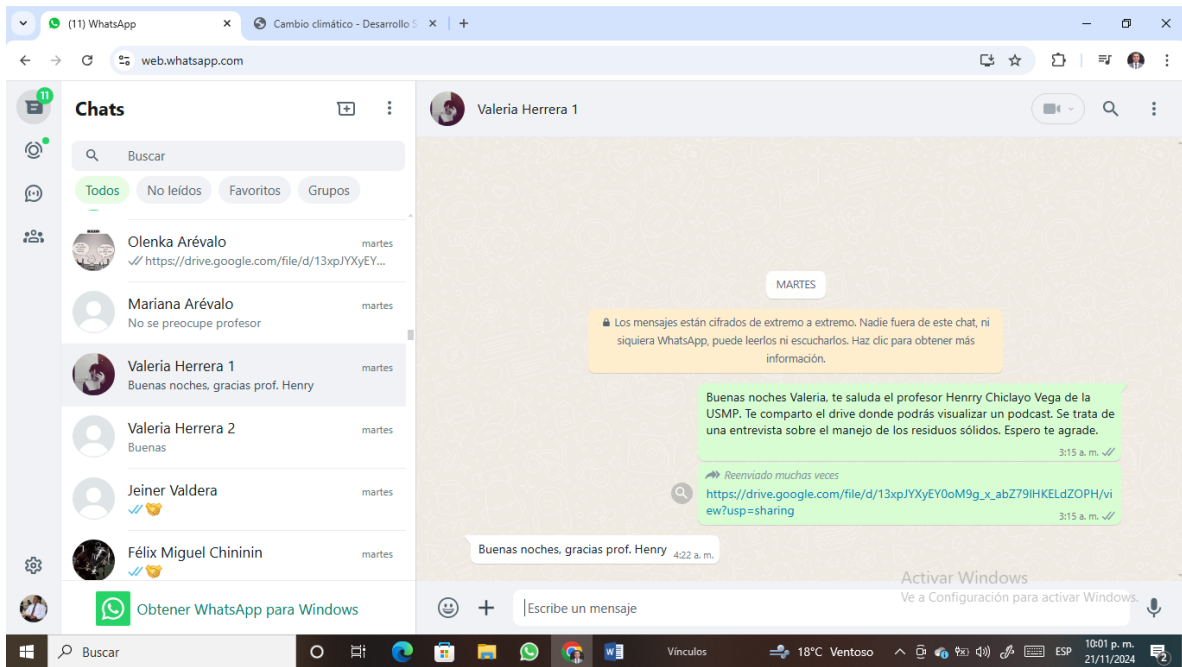 (11) WhatsApp
Cambio climático - Desarrollo S
web.whatsapp.com
11
Chats
Buscar
Todos No leídos Favoritos Grupos
Olenka Arévalo martes
https://drive.google.com/file/d/13xpJYXyEY...
Mariana Arévalo martes
No se preocupe profesor
Valeria Herrera 1 martes
Buenas noches, gracias prof. Henry
Valeria Herrera 2 martes
Buenas
Jeiner Valdera martes
Félix Miguel Chininin martes
Obtener WhatsApp para Windows
Valeria Herrera 1
MARTES
Los mensajes están cifrados de extremo a extremo. Nadie fuera de este chat, ni
siquiera WhatsApp, puede leerlos ni escucharlos. Haz clic para obtener más
información.
Buenas noches Valeria, te saluda el profesor Henrry Chiclayo Vega de la
USMP. Te comparto el drive donde podrás visualizar un podcast. Se trata de
una entrevista sobre el manejo de los residuos sólidos. Espero te agrade.
3:15 a. m.
Reenviado muchas veces
https://drive.google.com/file/d/13xpJYXyEY0oM9g_x_abZ79lHKELdZOPH/vi
ew?usp=sharing
3:15 a. m.
Buenas noches, gracias prof. Henry 4:22 a. m.
Activar Windows
Ve a Configuración para activar Windows.
Escribe un mensaje
Buscar
Vínculos
18°C Ventoso
ESP
10:01 p. m.
21/11/2024
2